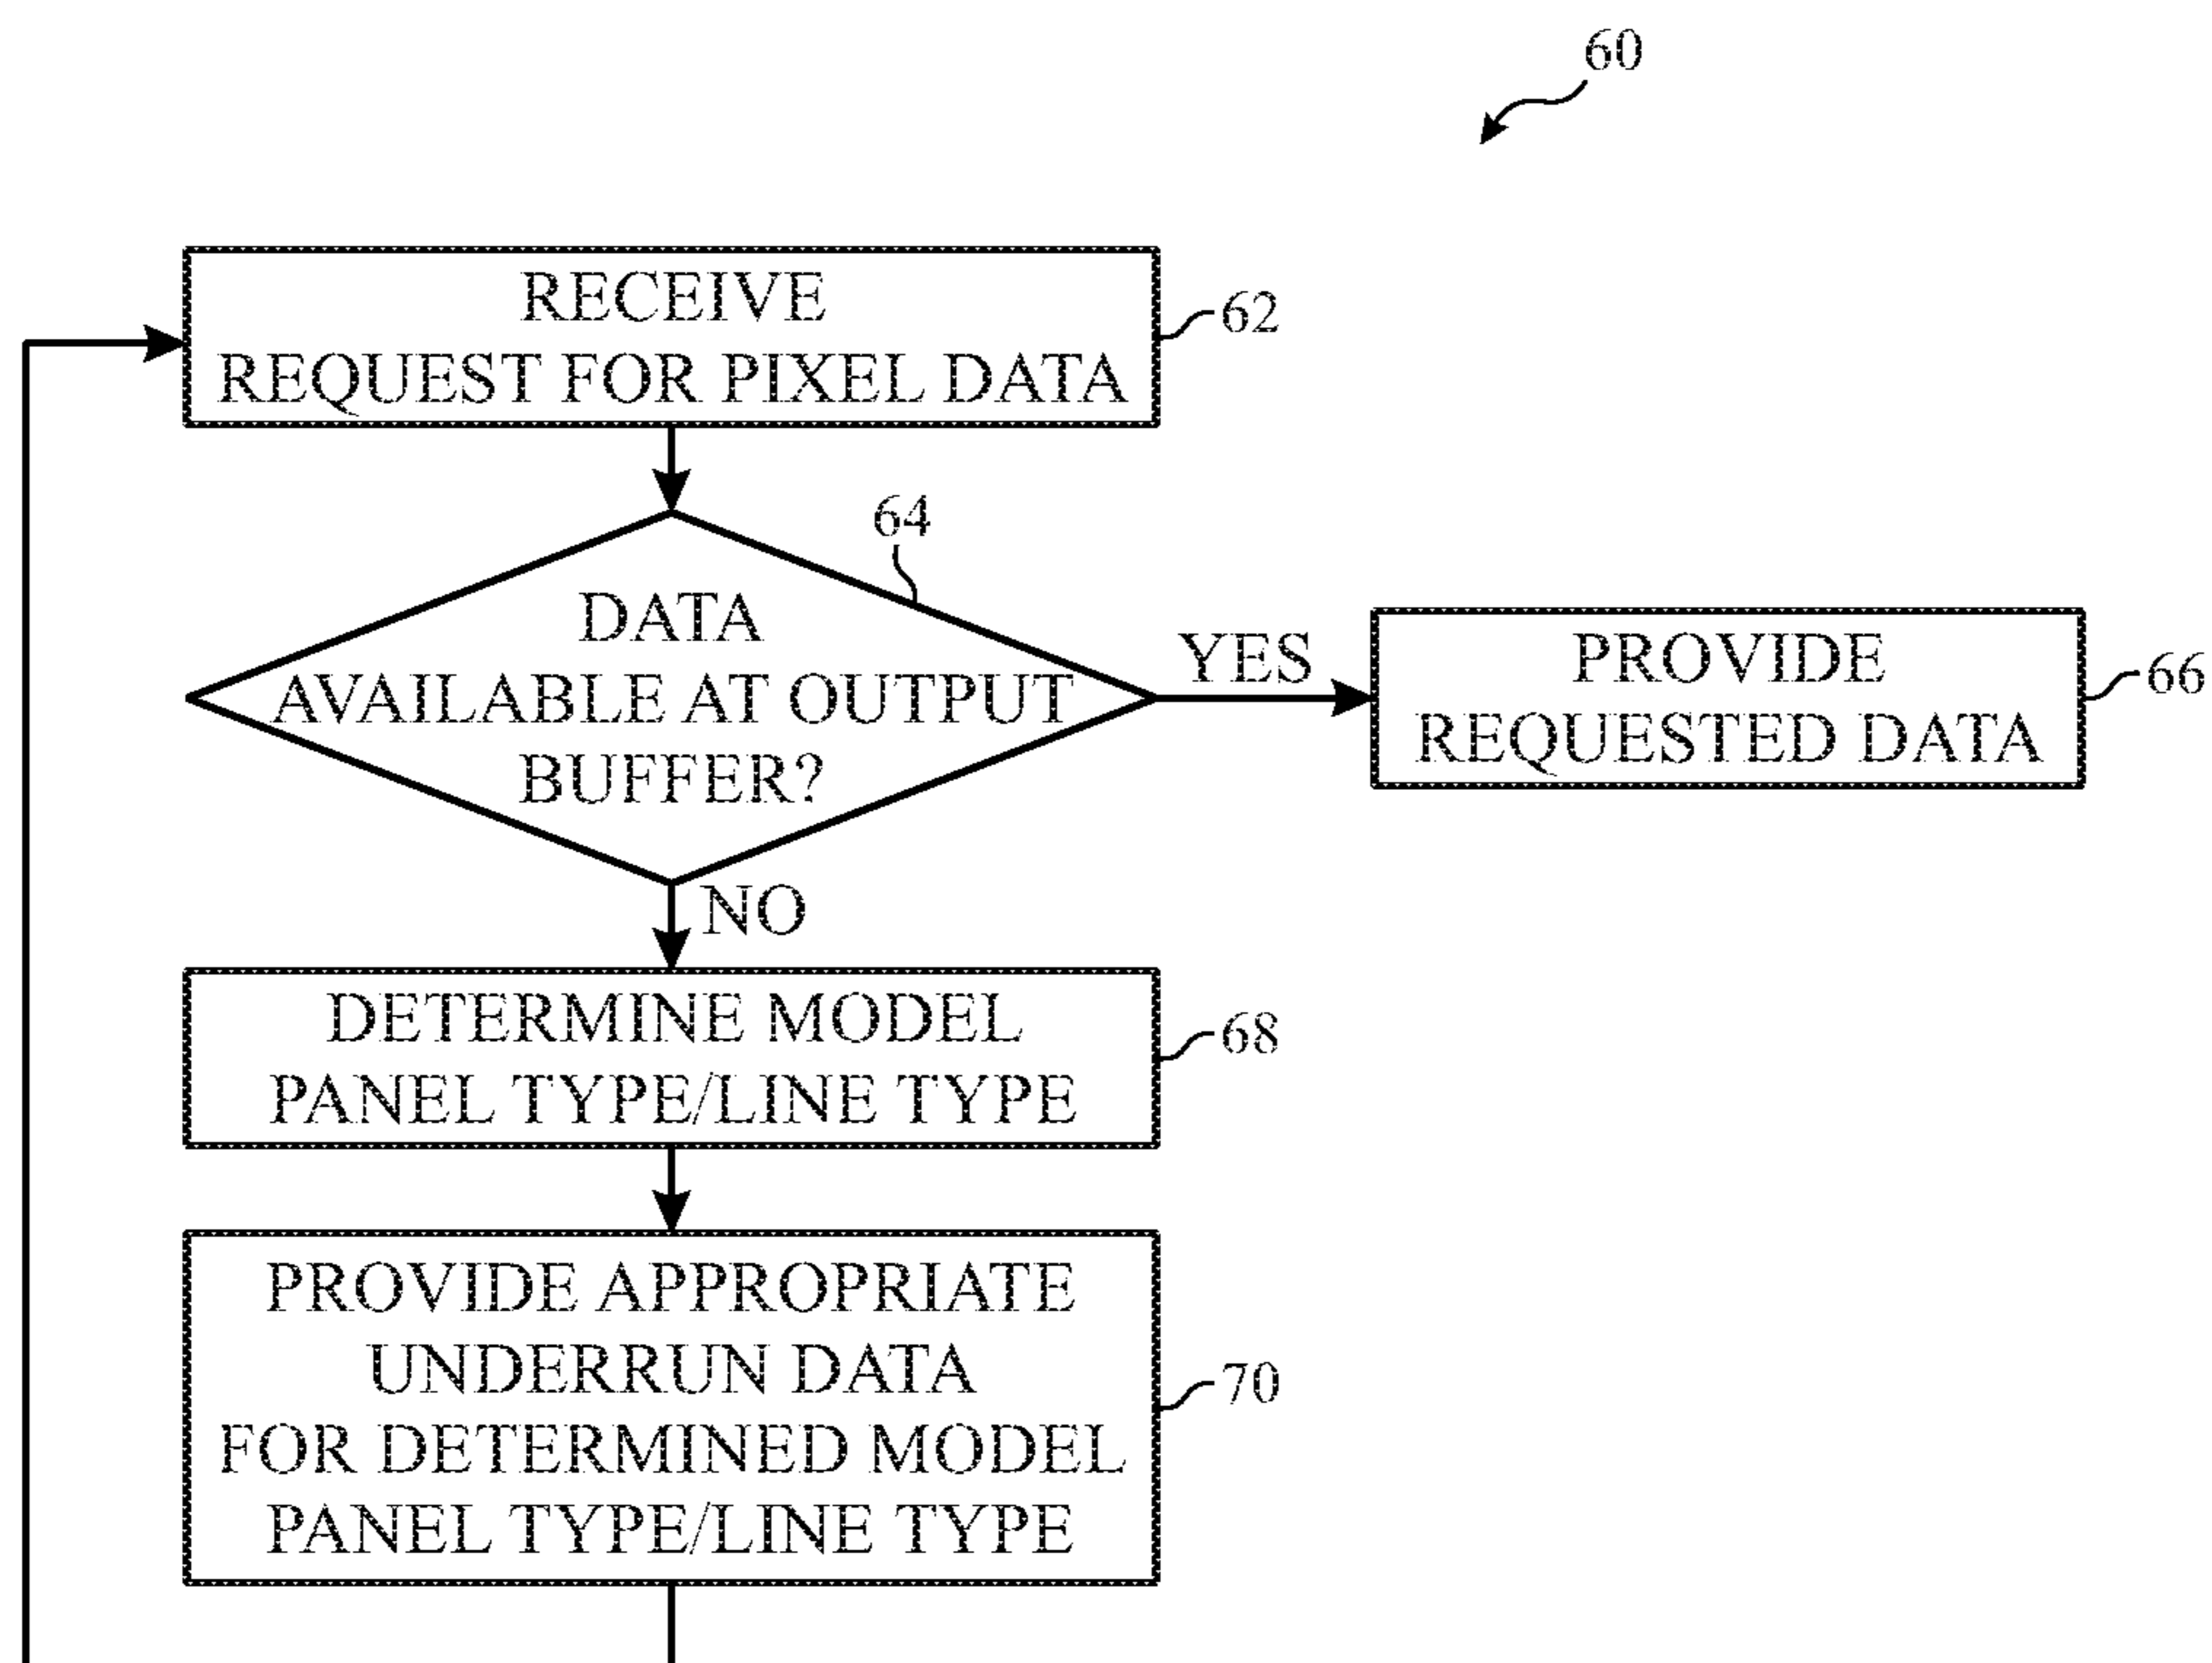 60
RECEIVE
REQUEST FOR PIXEL DATA
62
64
DATA
AVAILABLE AT OUTPUT
BUFFER?
YES
PROVIDE
REQUESTED DATA
66
NO
DETERMINE MODEL
PANEL TYPE/LINE TYPE
68
PROVIDE APPROPRIATE
UNDERRUN DATA
FOR DETERMINED MODEL
PANEL TYPE/LINE TYPE
70